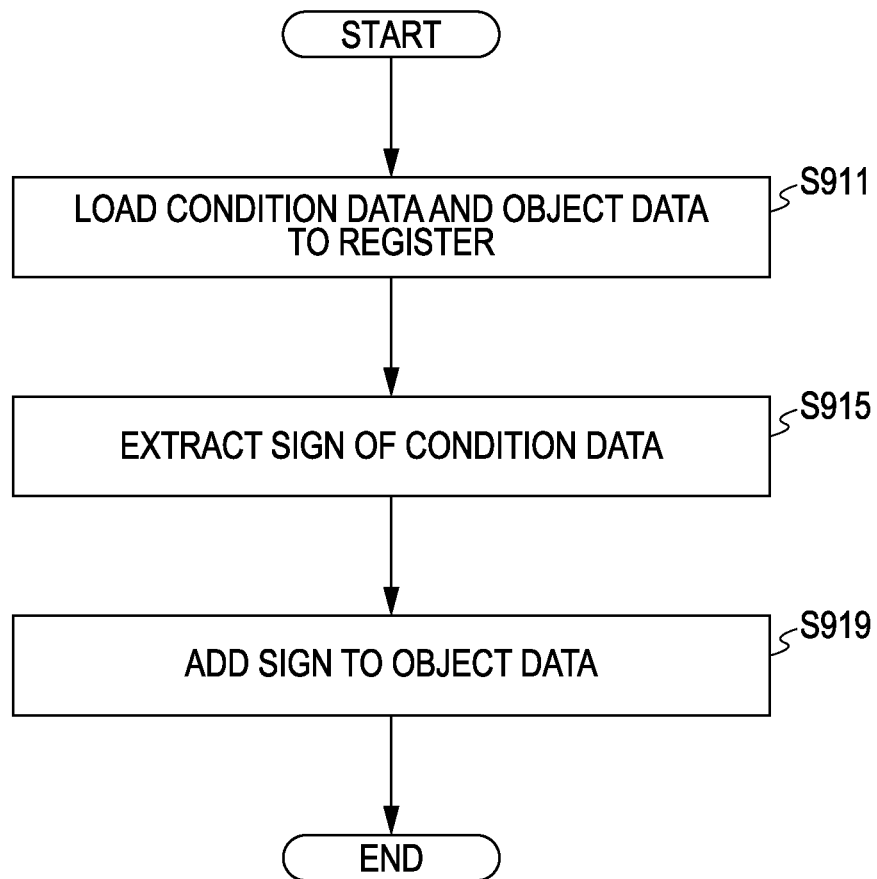 START
LOAD CONDITION DATA AND OBJECT DATA
TO REGISTER
S911
EXTRACT SIGN OF CONDITION DATA
S915
ADD SIGN TO OBJECT DATA
S919
END